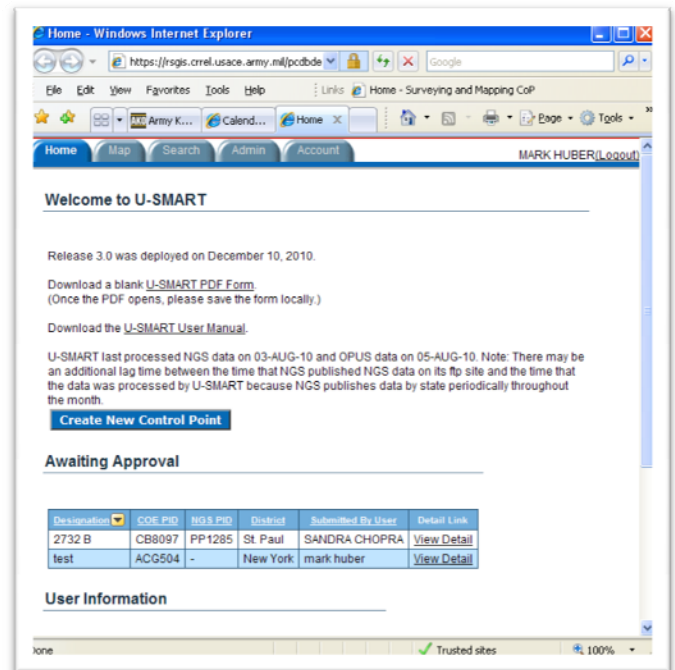 Home - Windows Internet Explorer
https://rsgis.crrel.usace.army.mil/pcdbde
Google
File Edit View Favorites Tools Help Links Home - Surveying and Mapping CoP
Army K... Calend... Home X Page Tools
Home Map Search Admin Account
MARK HUBER(Logout)
Welcome to U-SMART
Release 3.0 was deployed on December 10, 2010.
Download a blank U-SMART PDF Form.
(Once the PDF opens, please save the form locally.)
Download the U-SMART User Manual.
U-SMART last processed NGS data on 03-AUG-10 and OPUS data on 05-AUG-10. Note: There may be
an additional lag time between the time that NGS published NGS data on its ftp site and the time that
the data was processed by U-SMART because NGS publishes data by state periodically throughout
the month.
Create New Control Point
Awaiting Approval
Designation COE PID NGS PID District Submitted By User Detail Link
2732 B CB8097 PP1285 St. Paul SANDRA CHOPRA View Detail
test ACG504 - New York mark huber View Detail
User Information
one Trusted sites 100%